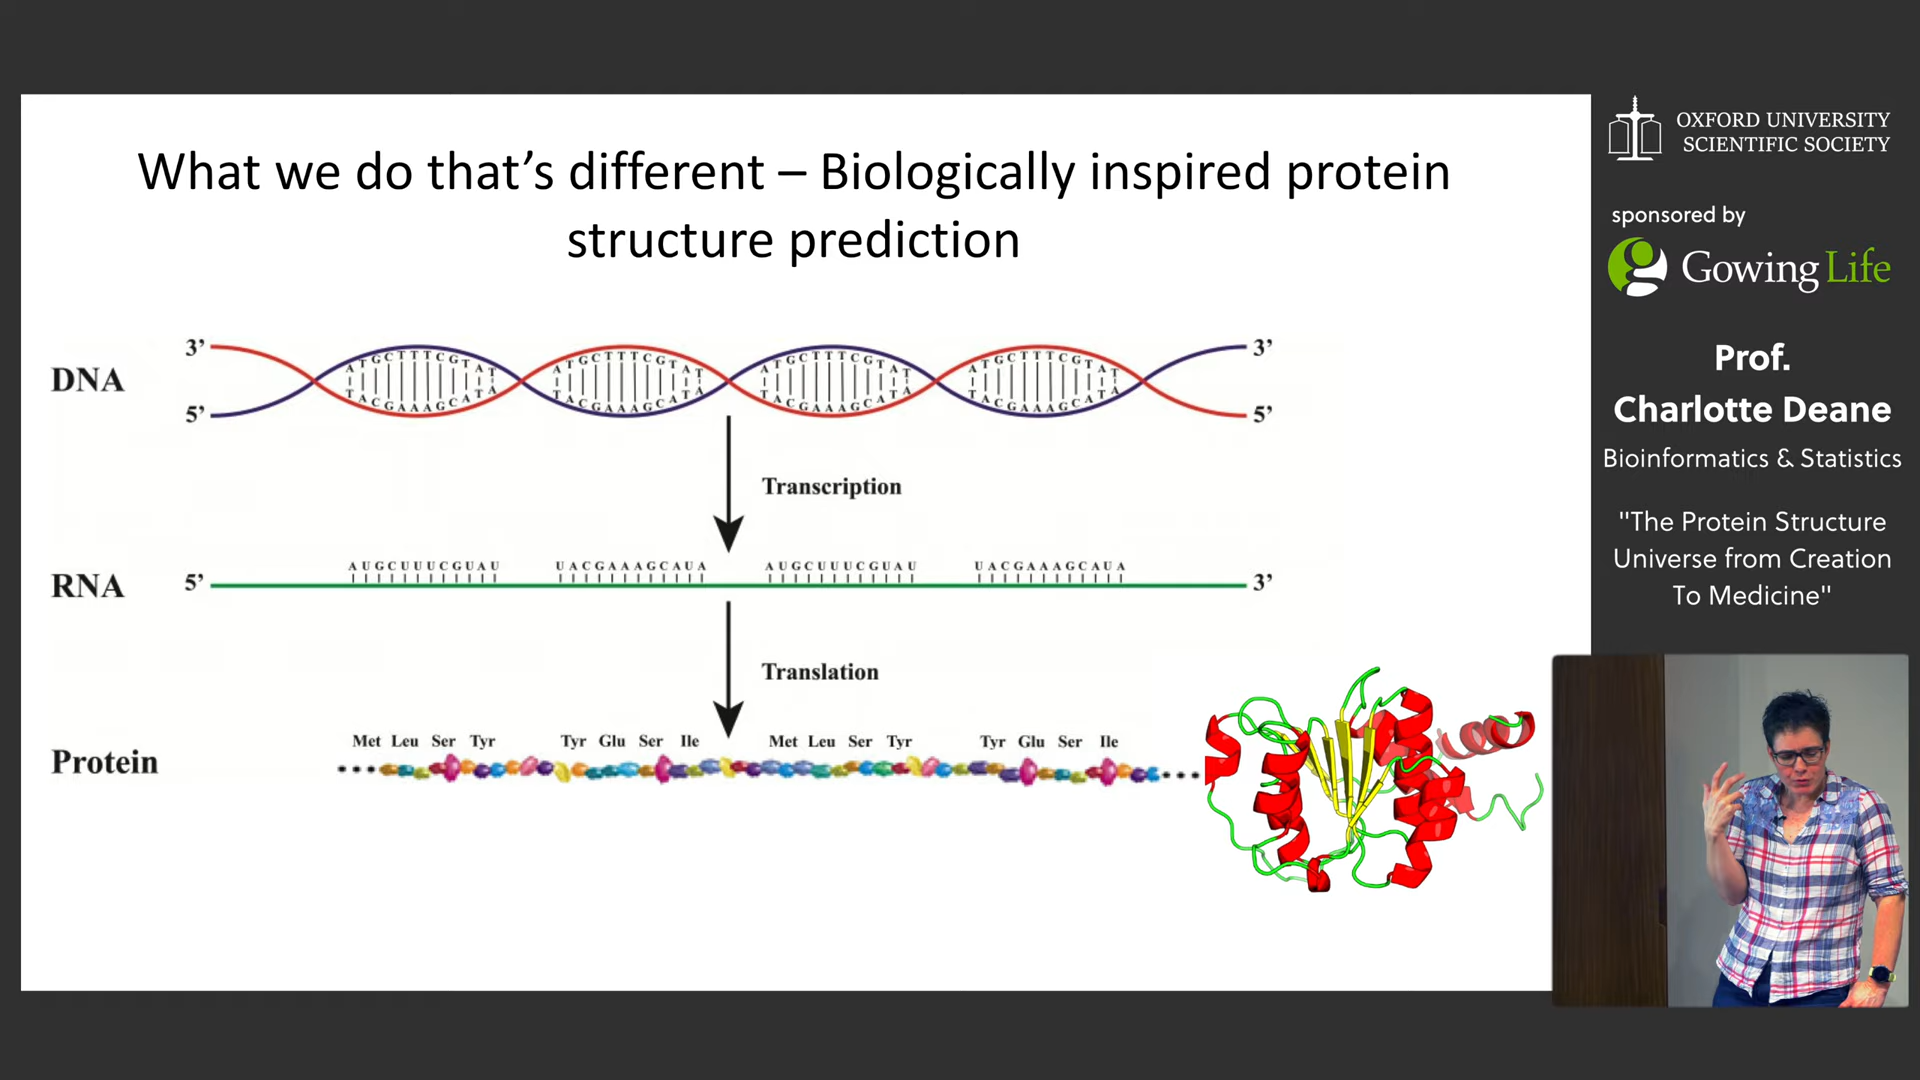 What we do that's different – Biologically inspired protein
structure prediction
DNA
3’
5’
3’
5’
ATGCTTTCGTAT
TACGAAAGCATA
ATGCTTTCGTAT
TACGAAAGCATA
ATGCTTTCGTAT
TACGAAAGCATA
ATGCTTTCGTAT
TACGAAAGCATA
Transcription
RNA
5’
AUGCUUUCGUAU
UACGAAAGCAUA
AUGCUUUCGUAU
UACGAAAGCAUA
3’
Translation
Protein
Met Leu Ser Tyr
Tyr Glu Ser Ile
Met Leu Ser Tyr
Tyr Glu Ser Ile
OXFORD UNIVERSITY
SCIENTIFIC SOCIETY
sponsored by
Gowing Life
Prof.
Charlotte Deane
Bioinformatics & Statistics
"The Protein Structure
Universe from Creation
To Medicine"